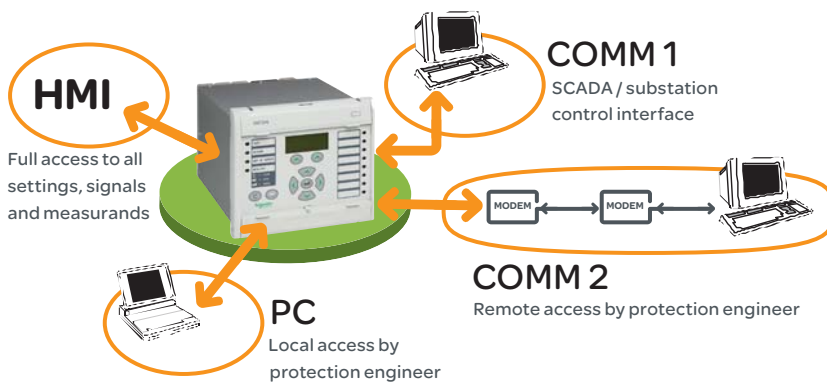 HMI
Full access to all
settings, signals
and measurands
COMM 1
SCADA / substation
control interface
MODEM
MODEM
COMM 2
Remote access by protection engineer
PC
Local access by
protection engineer